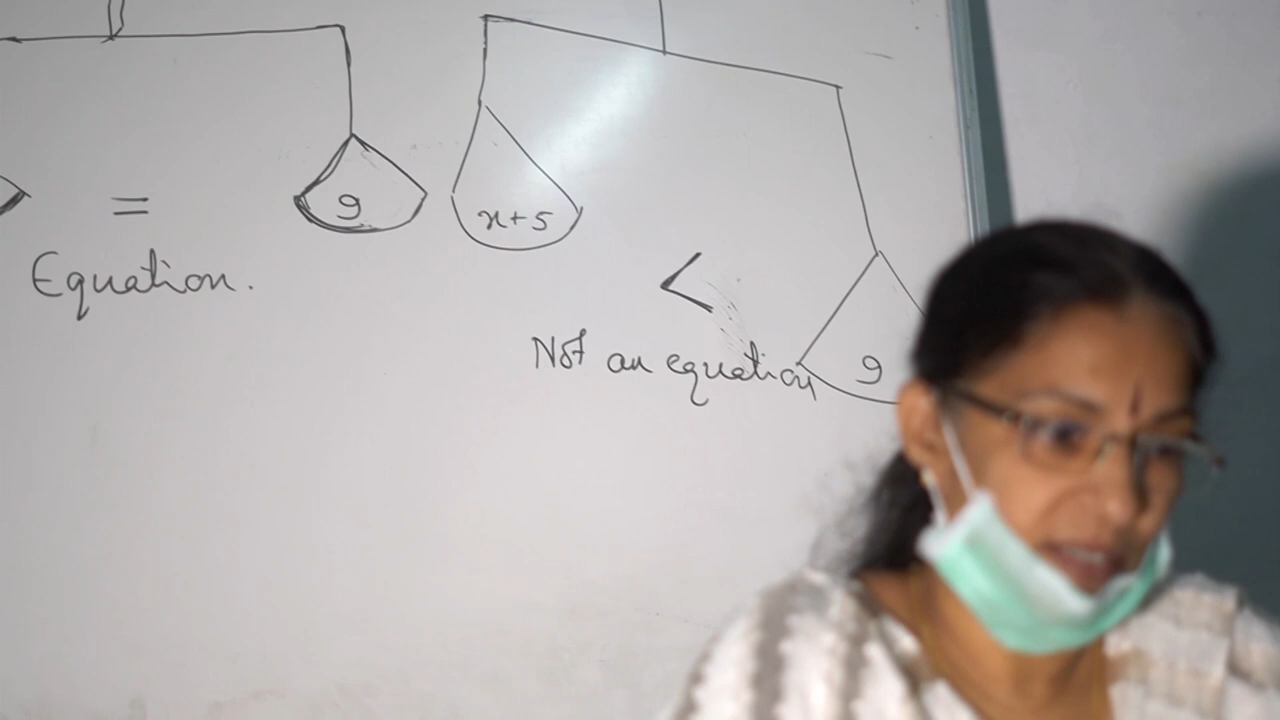 = 9
Equation.
x+5 < 9
Not an equation